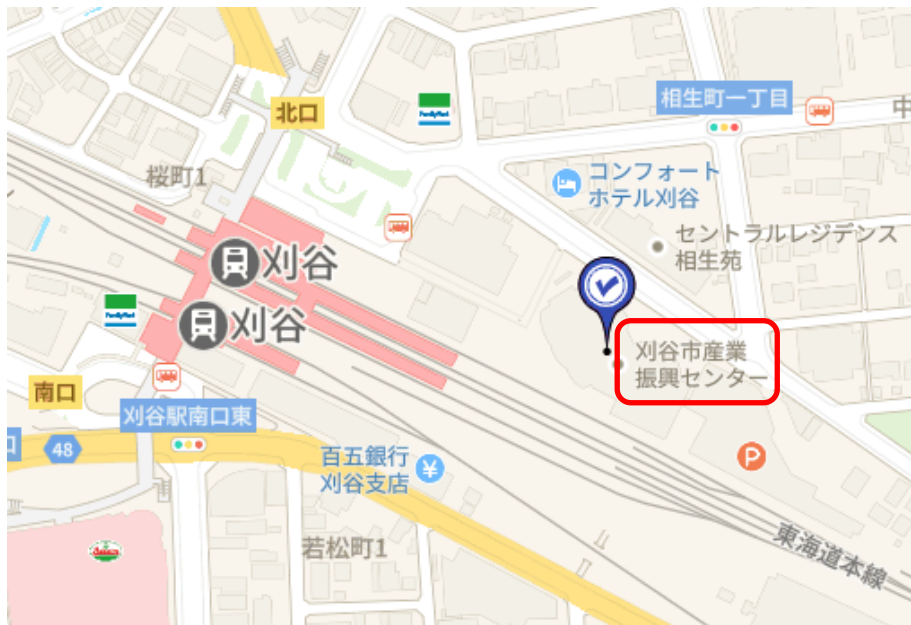 北口
FamilyMart
相生町一丁目
中
桜町1
コンフォート
ホテル刈谷
セントラルレジデンス
相生苑
刈谷
刈谷
FamilyMart
刈谷市産業
振興センター
南口
刈谷駅南口東
口
48
百五銀行
刈谷支店
¥
P
若松町1
東海道本線